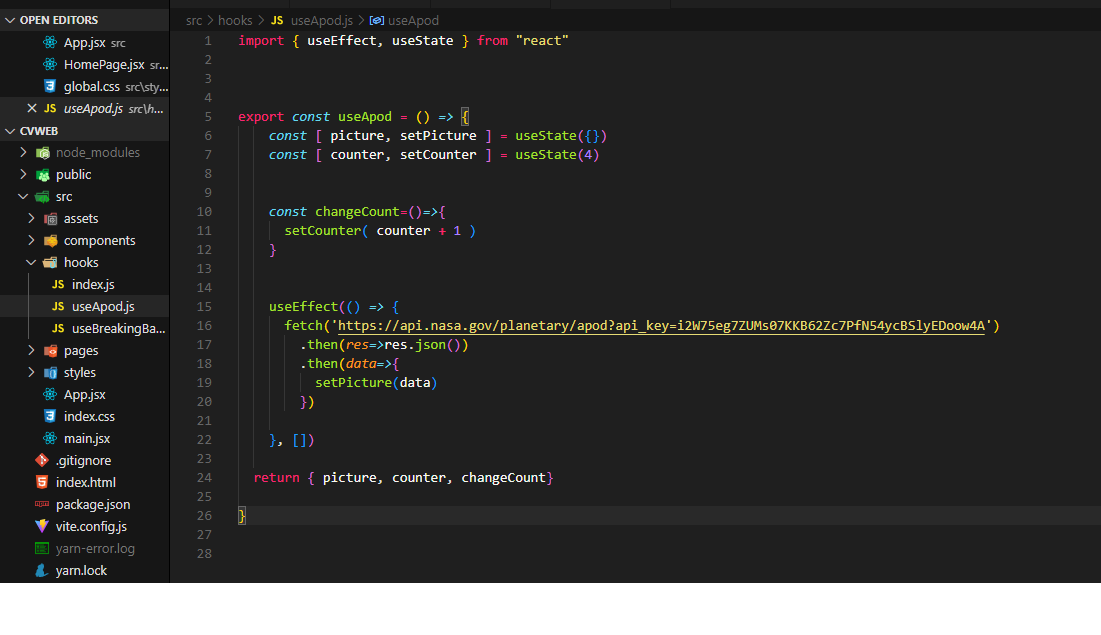 OPEN EDITORS
App.jsx src
HomePage.jsx sr...
global.css src\sty...
JS useApod.js src\h...
CVWEB
node_modules
public
src
assets
components
hooks
JS index.js
JS useApod.js
JS useBreakingBa...
pages
styles
App.jsx
index.css
main.jsx
.gitignore
index.html
package.json
vite.config.js
yarn-error.log
yarn.lock
src > hooks > JS useApod.js > useApod
1 import { useEffect, useState } from "react"
2
3
4
5 export const useApod = () => {
6 const [ picture, setPicture ] = useState({})
7 const [ counter, setCounter ] = useState(4)
8
9
10 const changeCount=()=>{
11 setCounter( counter + 1 )
12 }
13
14
15 useEffect(() => {
16 fetch('https://api.nasa.gov/planetary/apod?api_key=i2W75eg7ZUMs07KKB62Zc7PfN54ycBSlyEDoow4A')
17 .then(res=>res.json())
18 .then(data=>{
19 setPicture(data)
20 })
21
22 }, [])
23
24 return { picture, counter, changeCount}
25
26 }
27
28